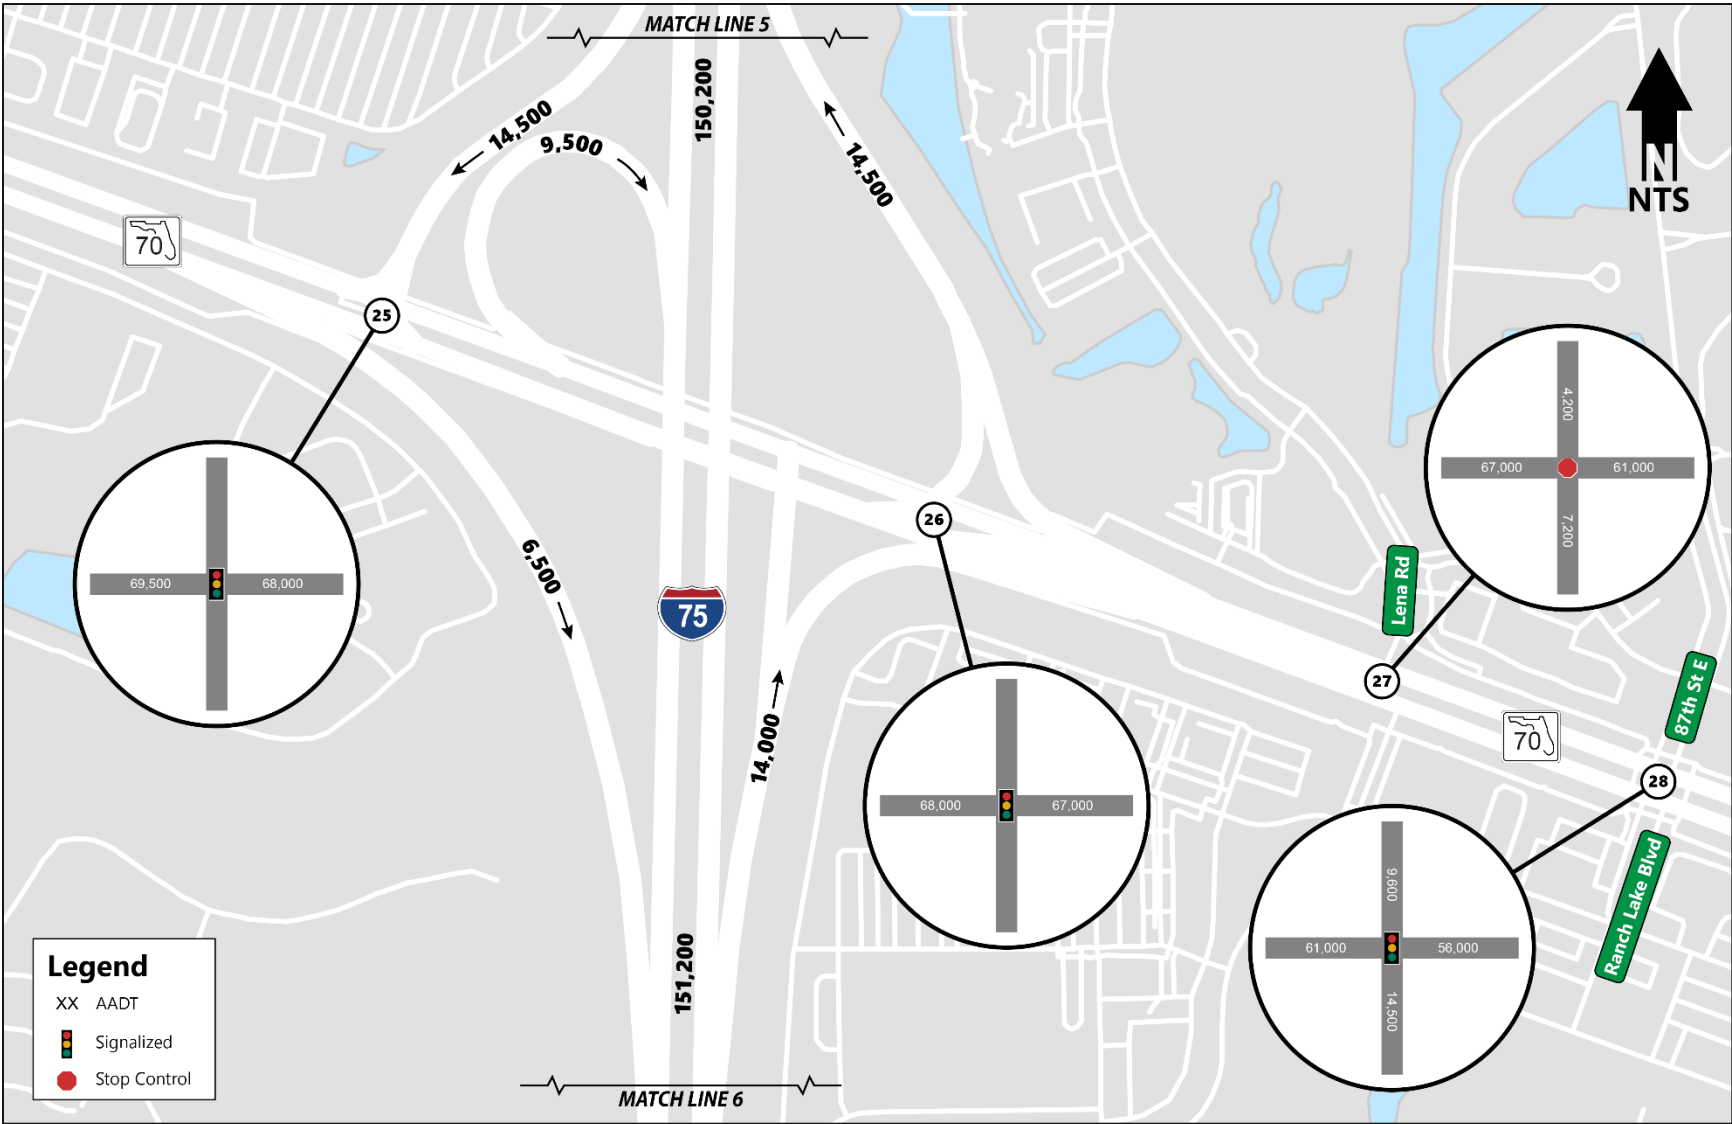 MATCH LINE 5
150,200
14,500
9,500
14,500
N
NTS
70
25
4,200
67,000
61,000
7,200
26
69,500
68,000
6,500
75
Lena Rd
27
87th St E
14,000
70
28
68,000
67,000
9,600
61,000
56,000
14,500
Ranch Lake Blvd
151,200
Legend
XX AADT
Signalized
Stop Control
MATCH LINE 6